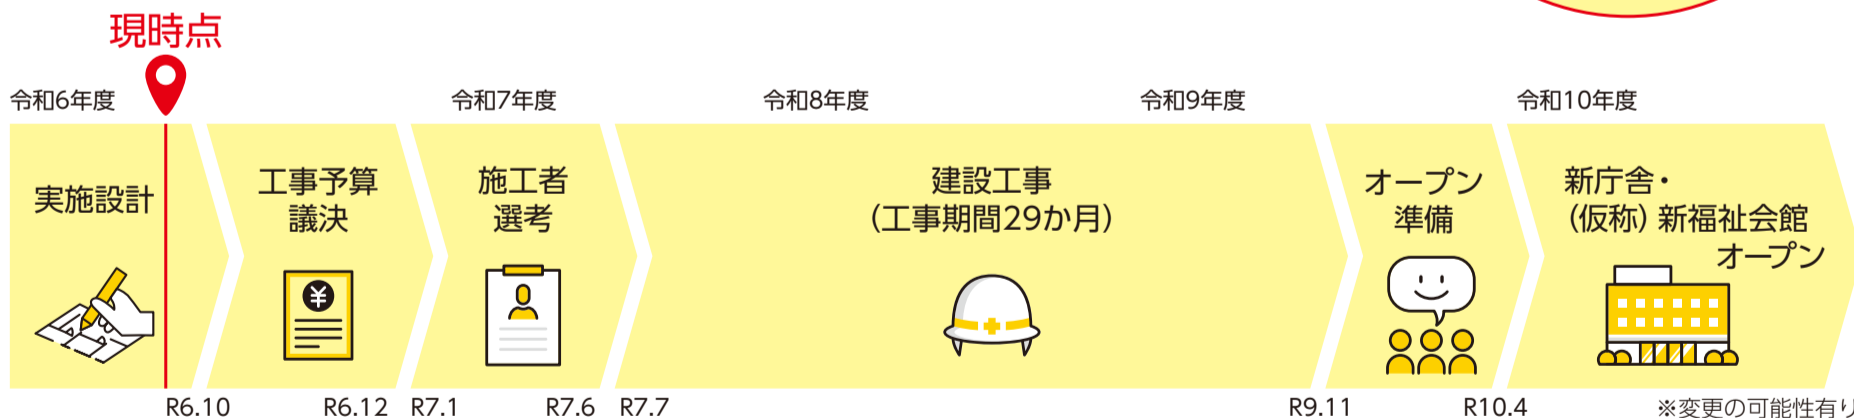 現時点
令和6年度
令和7年度
令和8年度
令和9年度
令和10年度
実施設計
工事予算
議決
施工者
選考
建設工事
（工事期間29か月）
オープン
準備
新庁舎・
（仮称）新福祉会館
オープン
¥
R6.10
R6.12
R7.1
R7.6
R7.7
R9.11
R10.4
※変更の可能性有り